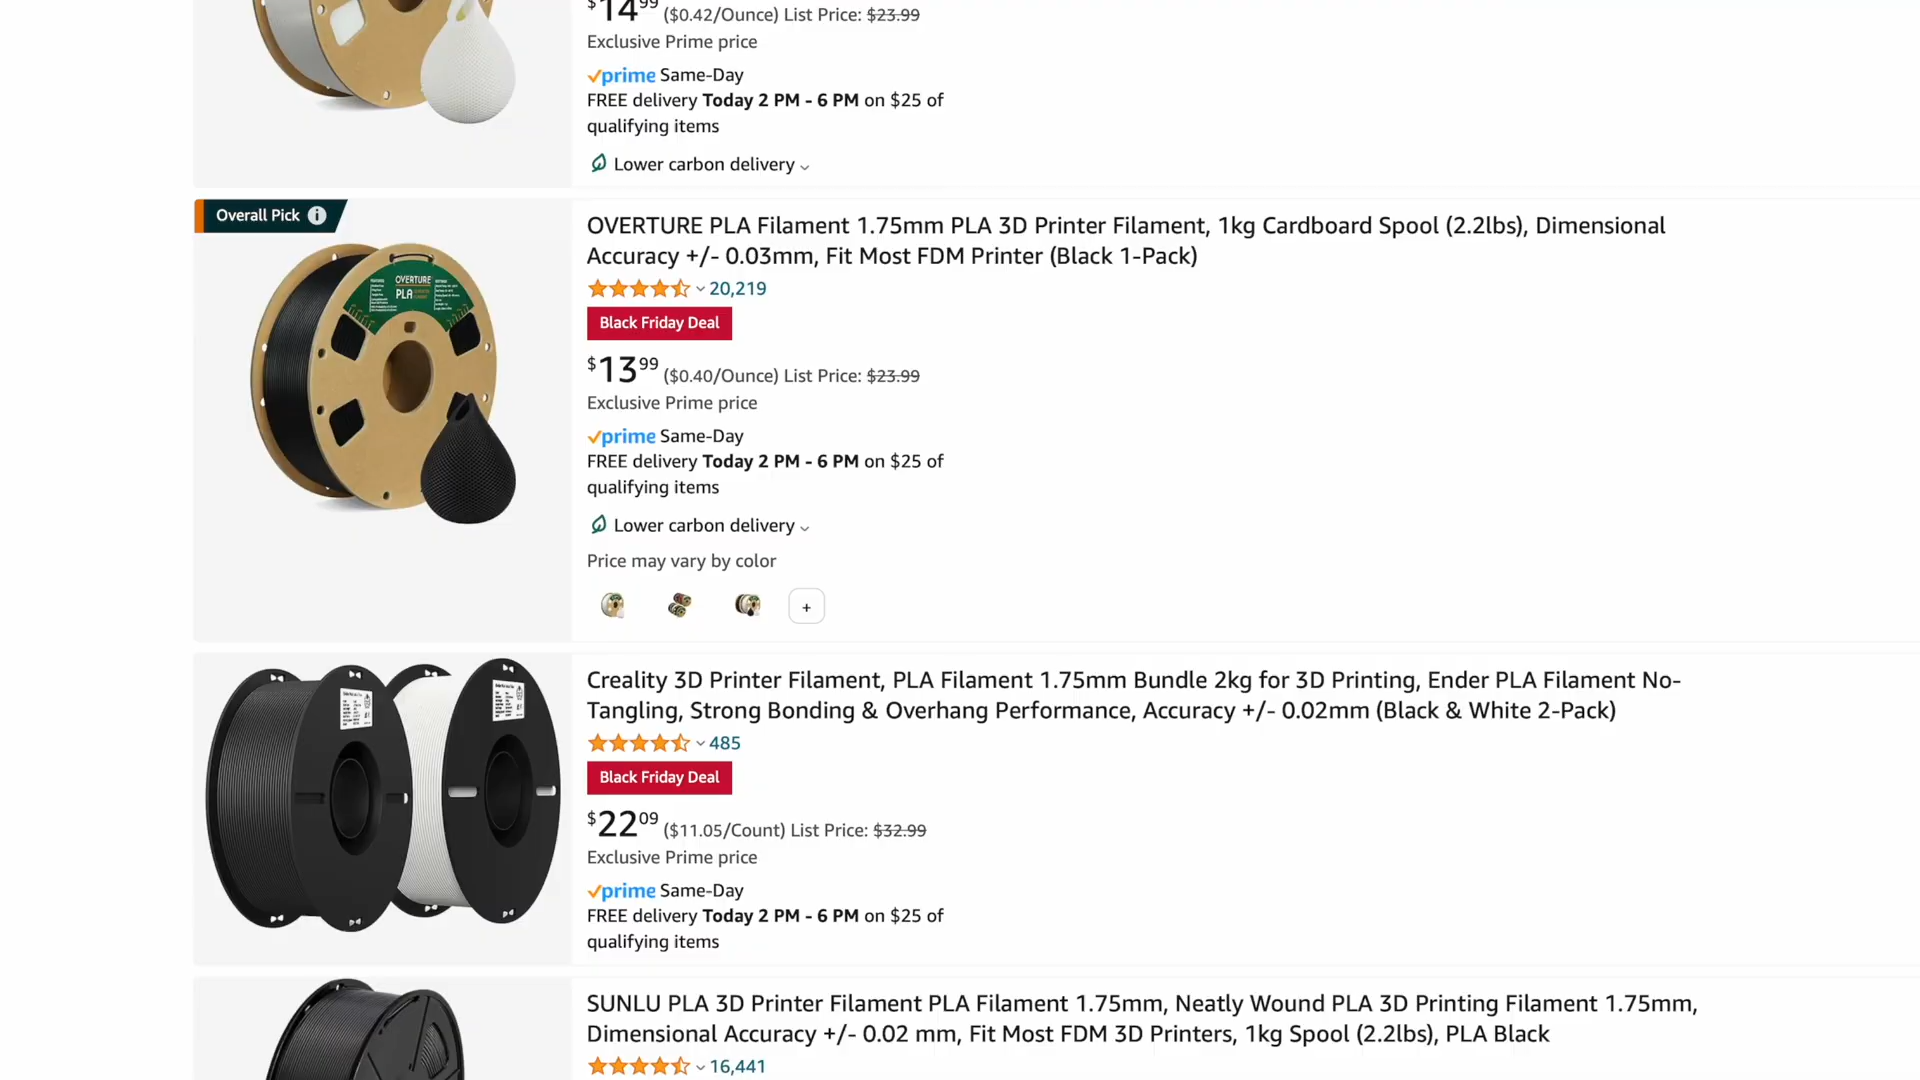 $14 99 ($0.42/Ounce) List Price: $23.99
Exclusive Prime price
prime Same-Day
FREE delivery Today 2 PM - 6 PM on $25 of
qualifying items
Lower carbon delivery
Overall Pick
OVERTURE PLA Filament 1.75mm PLA 3D Printer Filament, 1kg Cardboard Spool (2.2lbs), Dimensional
Accuracy +/- 0.03mm, Fit Most FDM Printer (Black 1-Pack)
20,219
Black Friday Deal
$13 99 ($0.40/Ounce) List Price: $23.99
Exclusive Prime price
prime Same-Day
FREE delivery Today 2 PM - 6 PM on $25 of
qualifying items
Lower carbon delivery
Price may vary by color
+
OVERTURE
PLA
Creality 3D Printer Filament, PLA Filament 1.75mm Bundle 2kg for 3D Printing, Ender PLA Filament No-
Tangling, Strong Bonding & Overhang Performance, Accuracy +/- 0.02mm (Black & White 2-Pack)
485
Black Friday Deal
$22 09 ($11.05/Count) List Price: $32.99
Exclusive Prime price
prime Same-Day
FREE delivery Today 2 PM - 6 PM on $25 of
qualifying items
SUNLU PLA 3D Printer Filament PLA Filament 1.75mm, Neatly Wound PLA 3D Printing Filament 1.75mm,
Dimensional Accuracy +/- 0.02 mm, Fit Most FDM 3D Printers, 1kg Spool (2.2lbs), PLA Black
16,441